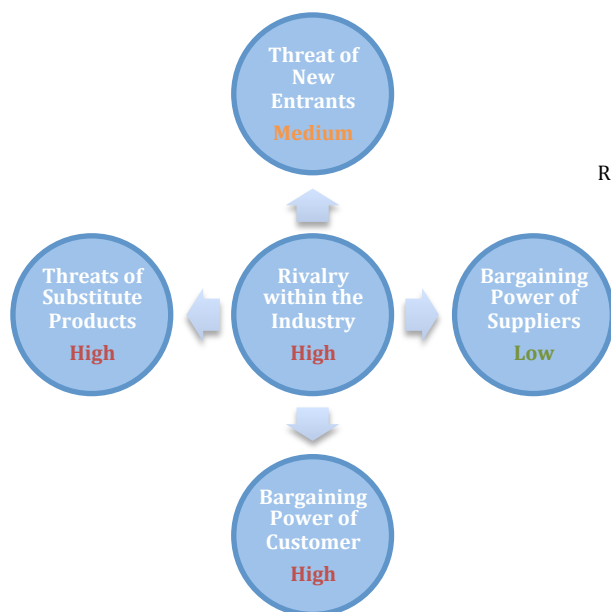 Threat of
New
Entrants
Medium
R
Threats of
Substitute
Products
High
Rivalry
within the
Industry
High
Bargaining
Power of
Suppliers
Low
Bargaining
Power of
Customer
High